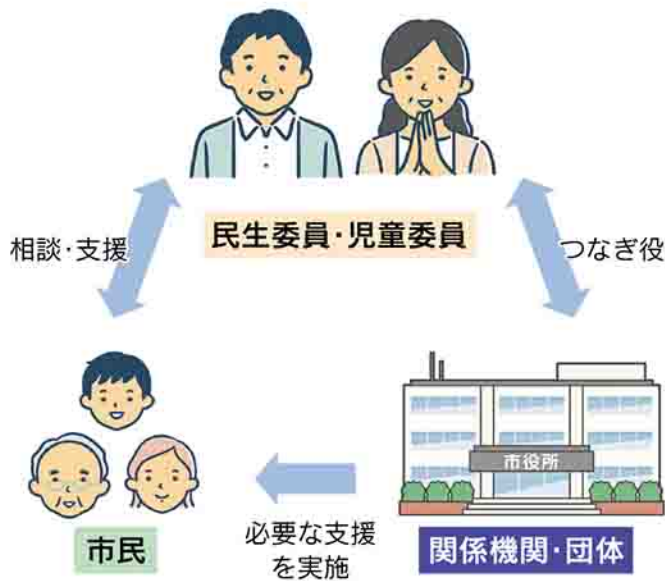 民生委員・児童委員
相談・支援
つなぎ役
市役所
市民
必要な支援
を実施
関係機関・団体